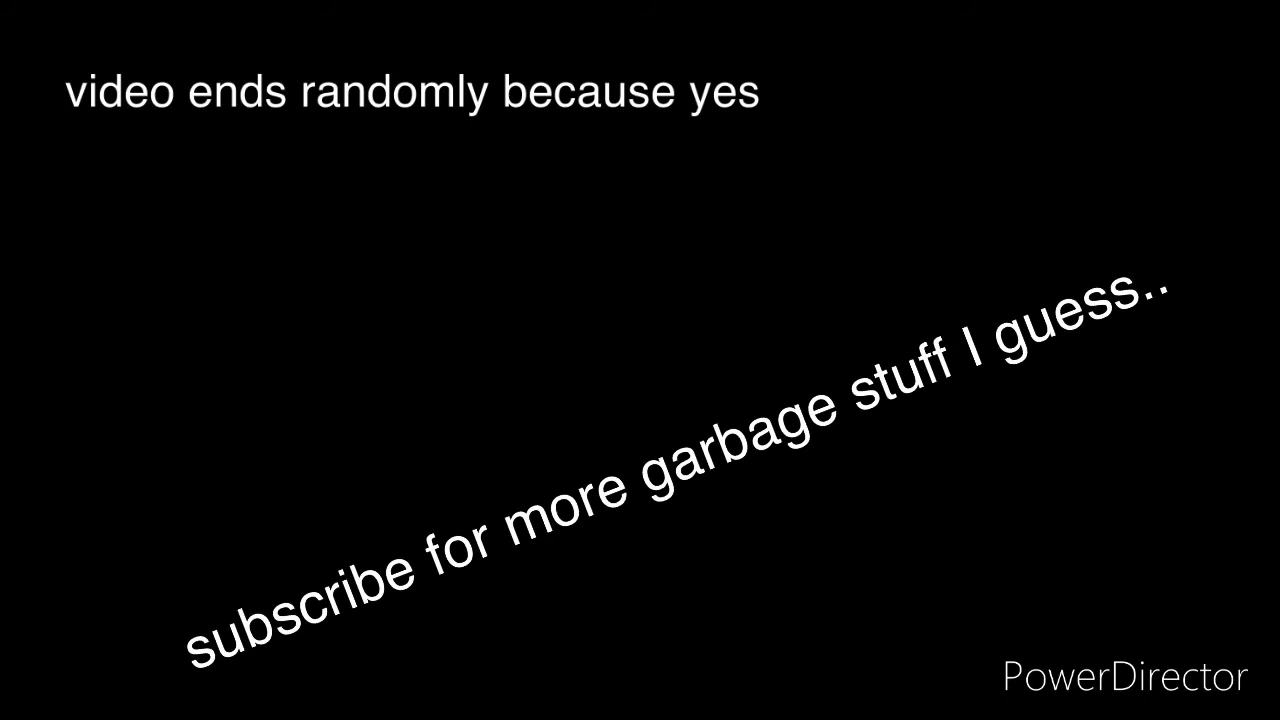 video ends randomly because yes
subscribe for more garbage stuff I guess..
PowerDirector